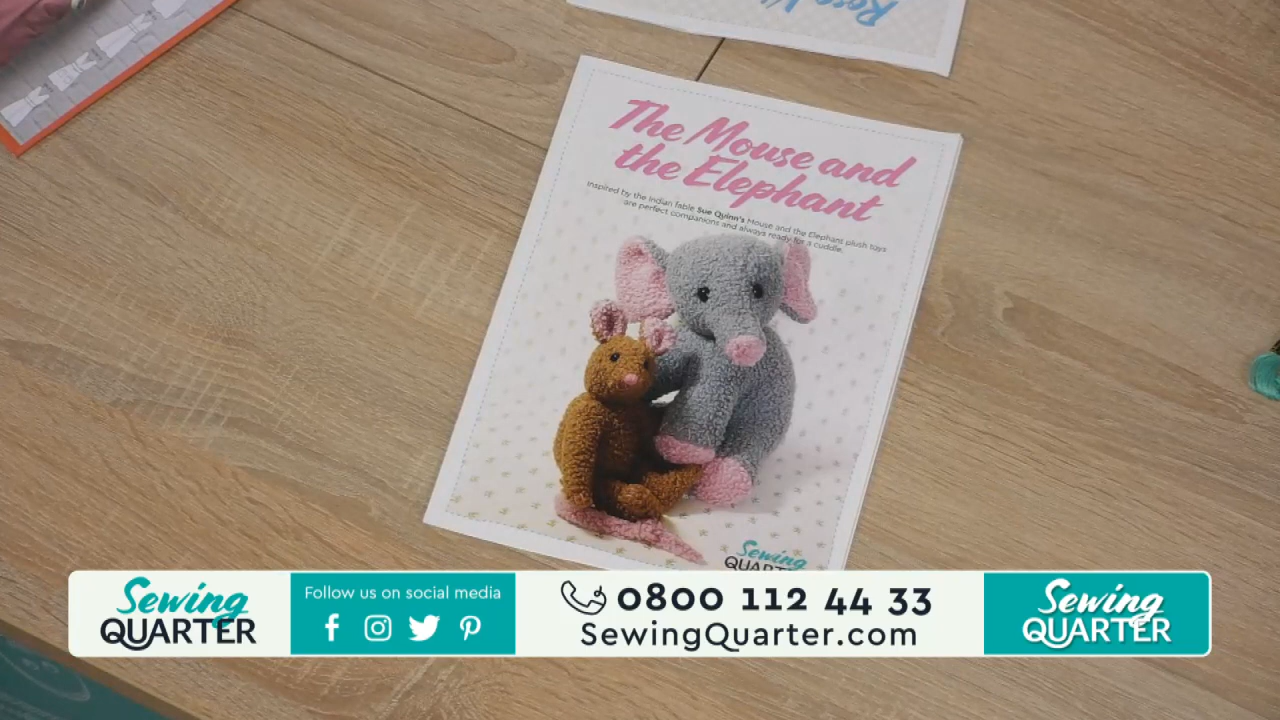 The Mouse and
the Elephant
Inspired by the Indian fable Sue Quinn's Mouse and the Elephant plush toys
are perfect companions and always ready for a cuddle.
Sewing
QUARTER
Sewing
QUARTER
Follow us on social media
0800 112 44 33
SewingQuarter.com
Sewing
QUARTER